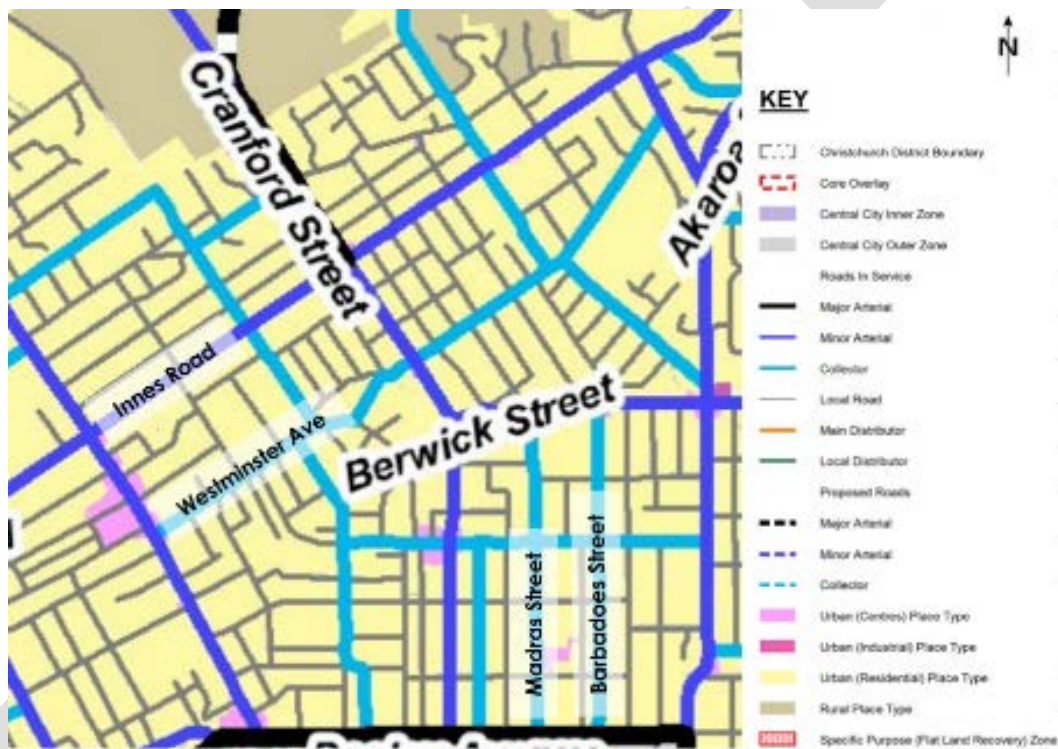 Cranford Street
Akaroa
Innes Road
Westminster Ave
Berwick Street
Madras Street
Barbadoes Street
N
KEY
Christchurch District Boundary
Core Overlay
Central City Inner Zone
Central City Outer Zone
Roads In Service
Major Arterial
Minor Arterial
Collector
Local Road
Main Distributor
Local Distributor
Proposed Roads
Major Arterial
Minor Arterial
Collector
Urban (Centres) Place Type
Urban (Industrial) Place Type
Urban (Residential) Place Type
Rural Place Type
Specific Purpose (Flat Land Recovery) Zone